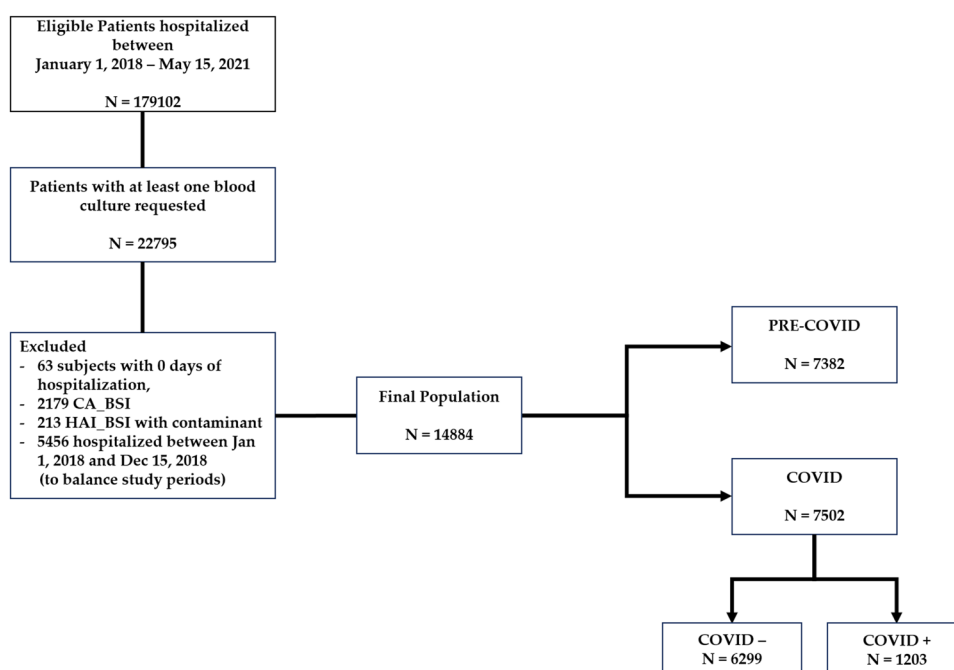 Eligible Patients hospitalized
between
January 1, 2018 – May 15, 2021
N = 179102
Patients with at least one blood
culture requested
N = 22795
Excluded
- 63 subjects with 0 days of
hospitalization,
- 2179 CA_BSI
- 213 HAI_BSI with contaminant
- 5456 hospitalized between Jan
1, 2018 and Dec 15, 2018
(to balance study periods)
Final Population
N = 14884
PRE-COVID
N = 7382
COVID
N = 7502
COVID –
N = 6299
COVID +
N = 1203